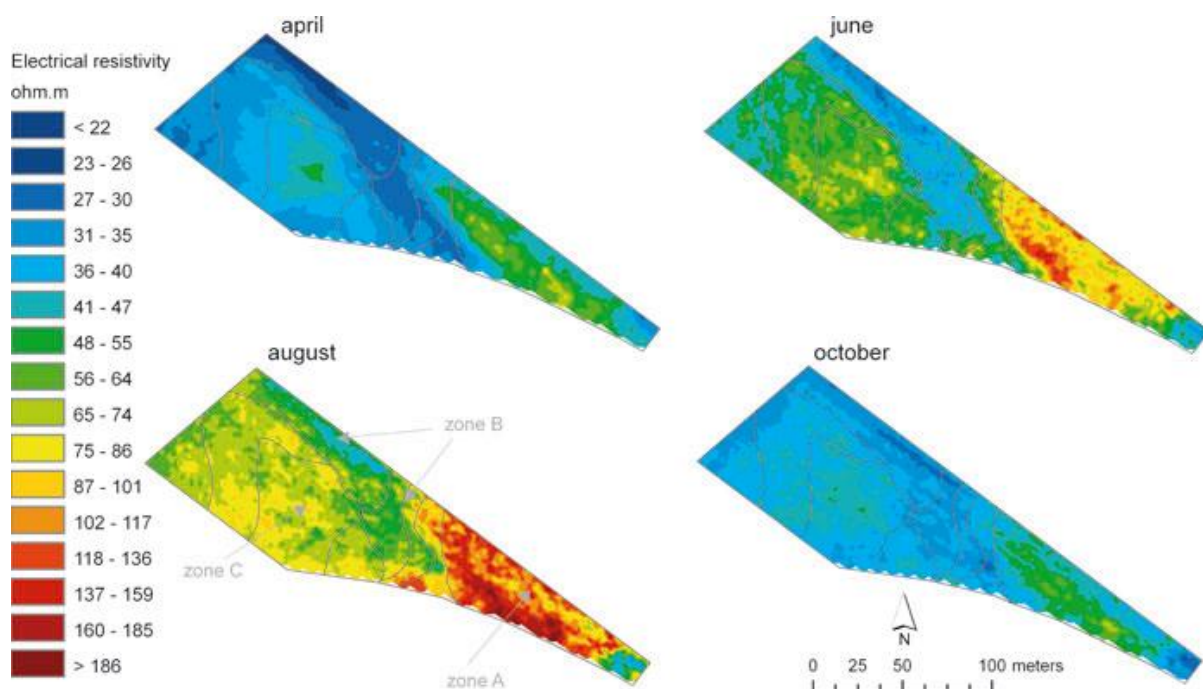 april
june
Electrical resistivity
ohm.m
< 22
23 - 26
27 - 30
31 - 35
36 - 40
41 - 47
48 - 55
56 - 64
65 - 74
75 - 86
87 - 101
102 - 117
118 - 136
137 - 159
160 - 185
> 186
august
october
zone B
zone C
zone A
N
0 25 50 100 meters